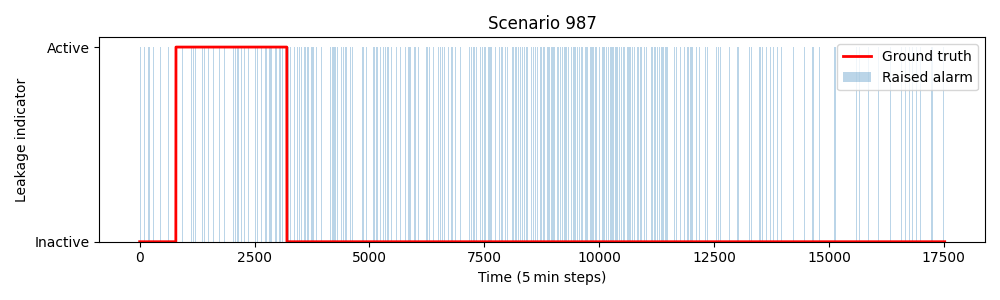 Scenario 987
Active
Inactive
Leakage indicator
Ground truth
Raised alarm
0 2500 5000 7500 10000 12500 15000 17500
Time (5 min steps)